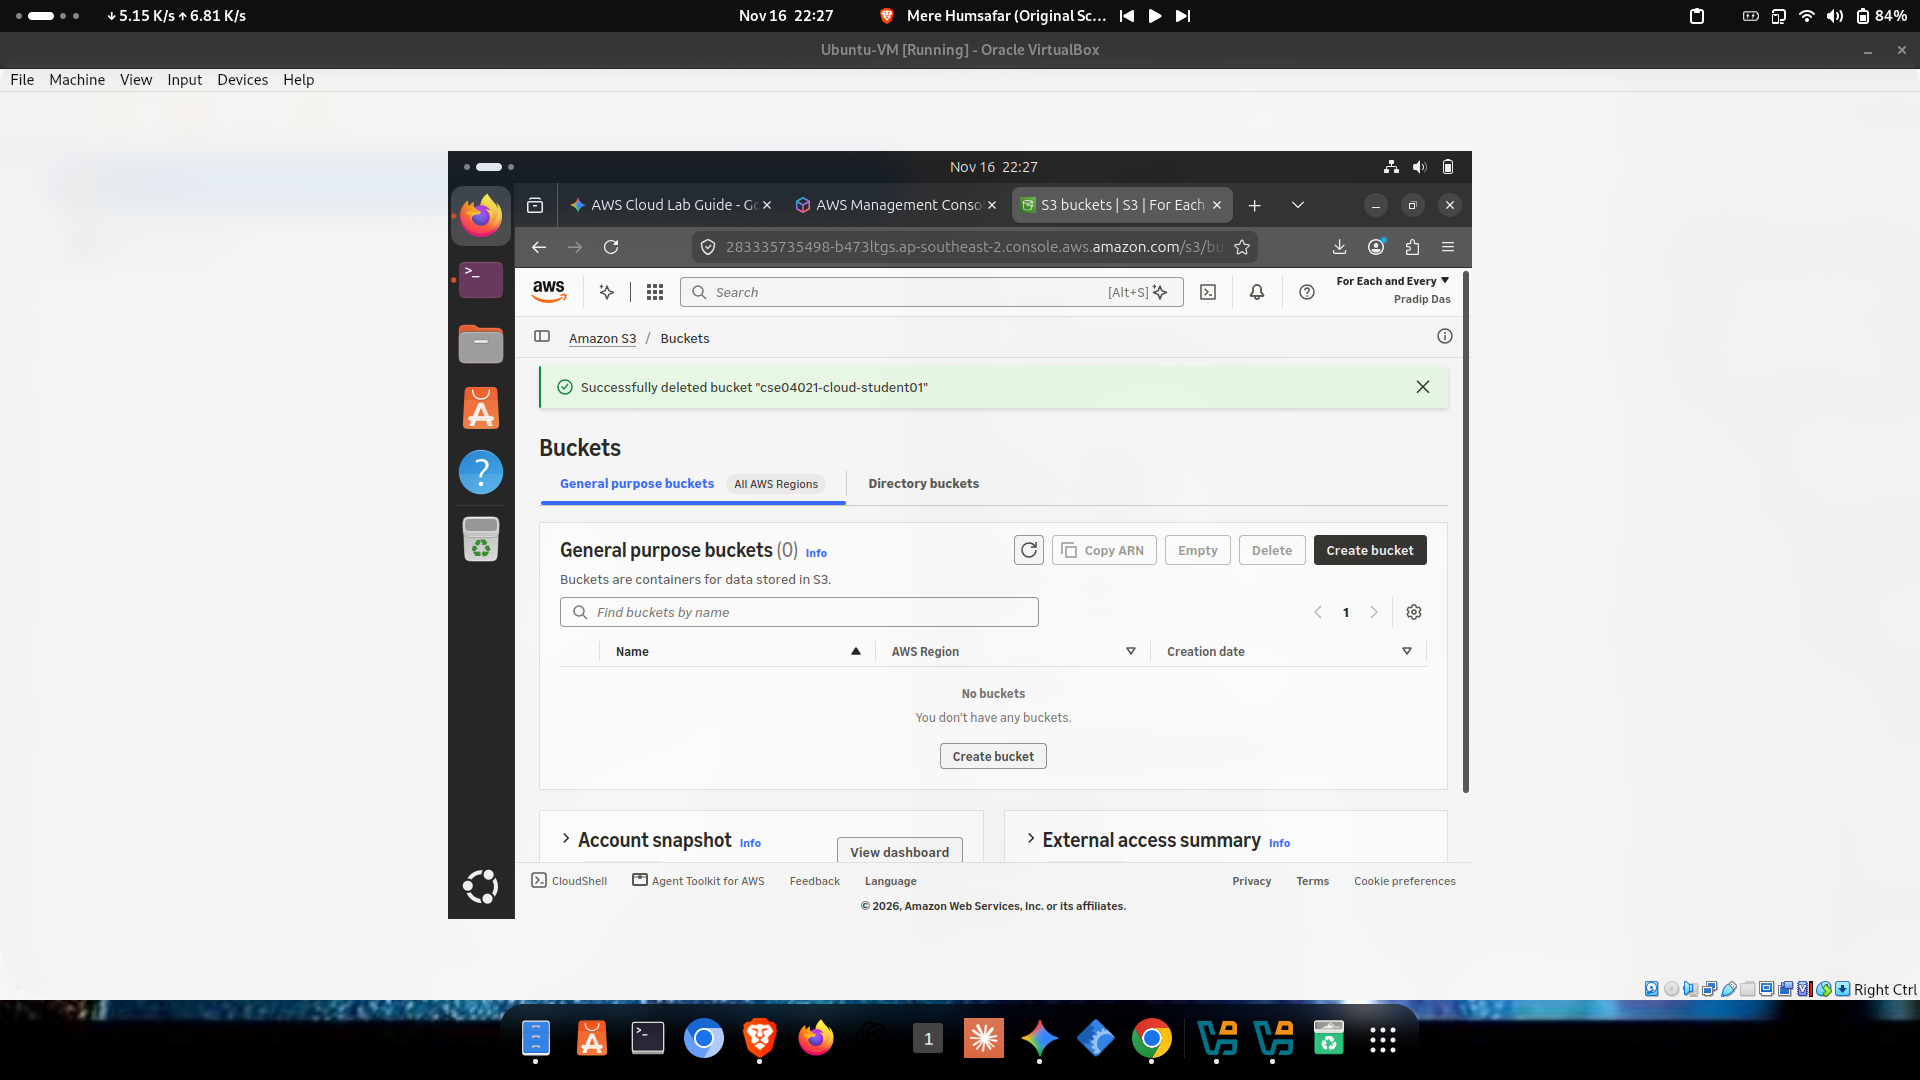 ↓ 5.15 K/s ↑ 6.81 K/s
Nov 16 22:27
Mere Humsafar (Original Sc...
84%
Ubuntu-VM [Running] - Oracle VirtualBox
File Machine View Input Devices Help
Nov 16 22:27
AWS Cloud Lab Guide - Go
AWS Management Conso
S3 buckets | S3 | For Each
283335735498-b473ltgs.ap-southeast-2.console.aws.amazon.com/s3/bu
aws
Search
[Alt+S]
For Each and Every
Pradip Das
Amazon S3 / Buckets
Successfully deleted bucket "cse04021-cloud-student01"
Buckets
General purpose buckets All AWS Regions
Directory buckets
General purpose buckets (0) Info
Copy ARN
Empty
Delete
Create bucket
Buckets are containers for data stored in S3.
Find buckets by name
1
Name
AWS Region
Creation date
No buckets
You don't have any buckets.
Create bucket
Account snapshot Info
View dashboard
External access summary Info
CloudShell
Agent Toolkit for AWS
Feedback
Language
Privacy
Terms
Cookie preferences
© 2026, Amazon Web Services, Inc. or its affiliates.
Right Ctrl
1